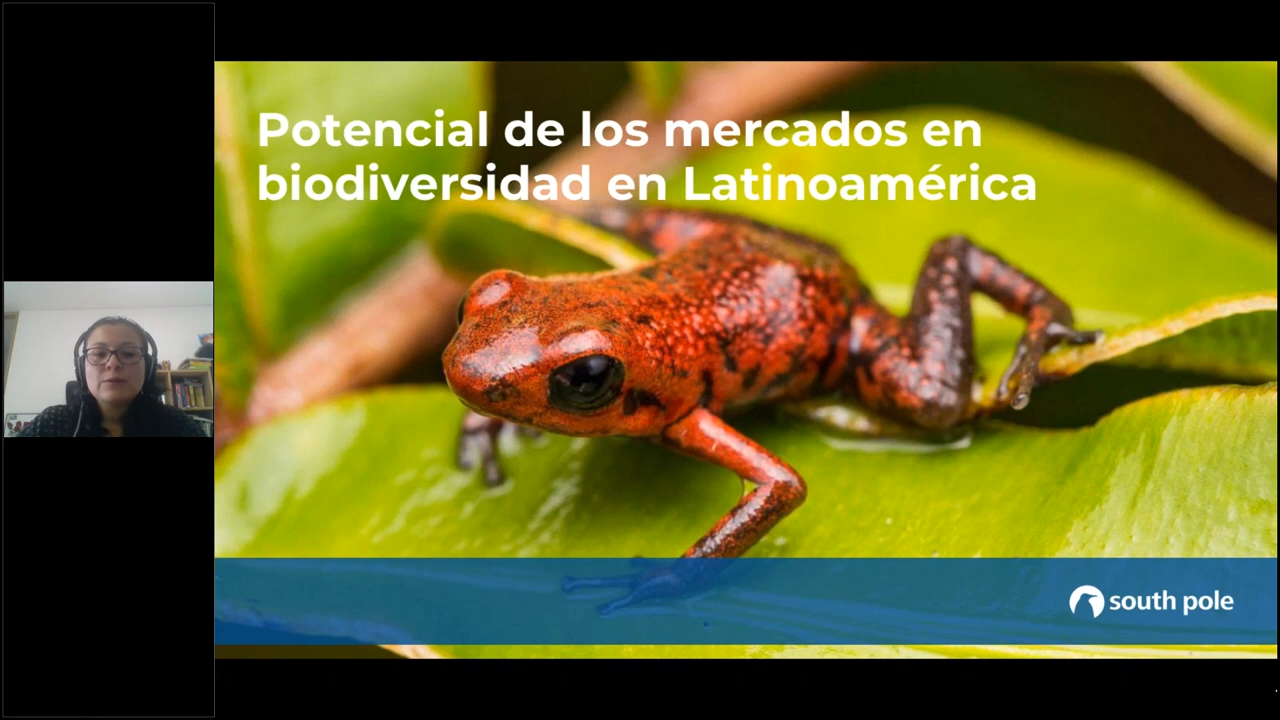 Potencial de los mercados en
biodiversidad en Latinoamérica
south pole